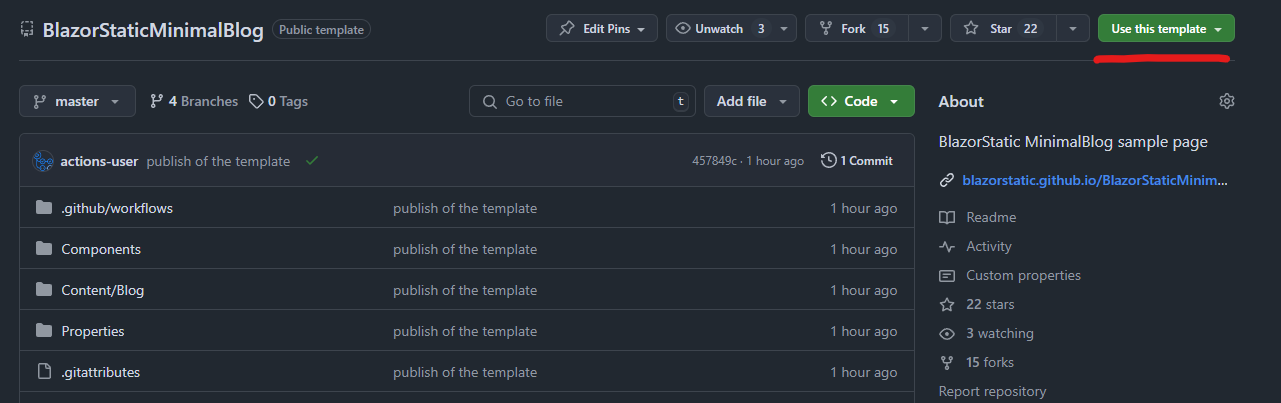 BlazorStaticMinimalBlog Public template Edit Pins Unwatch 3 Fork 15 Star 22 Use this template
master 4 Branches 0 Tags Go to file t Add file Code
actions-user publish of the template 457849c · 1 hour ago 1 Commit
.github/workflows publish of the template 1 hour ago
Components publish of the template 1 hour ago
Content/Blog publish of the template 1 hour ago
Properties publish of the template 1 hour ago
.gitattributes publish of the template 1 hour ago
About
BlazorStatic MinimalBlog sample page
blazorstatic.github.io/BlazorStaticMinim...
Readme
Activity
Custom properties
22 stars
3 watching
15 forks
Report repository